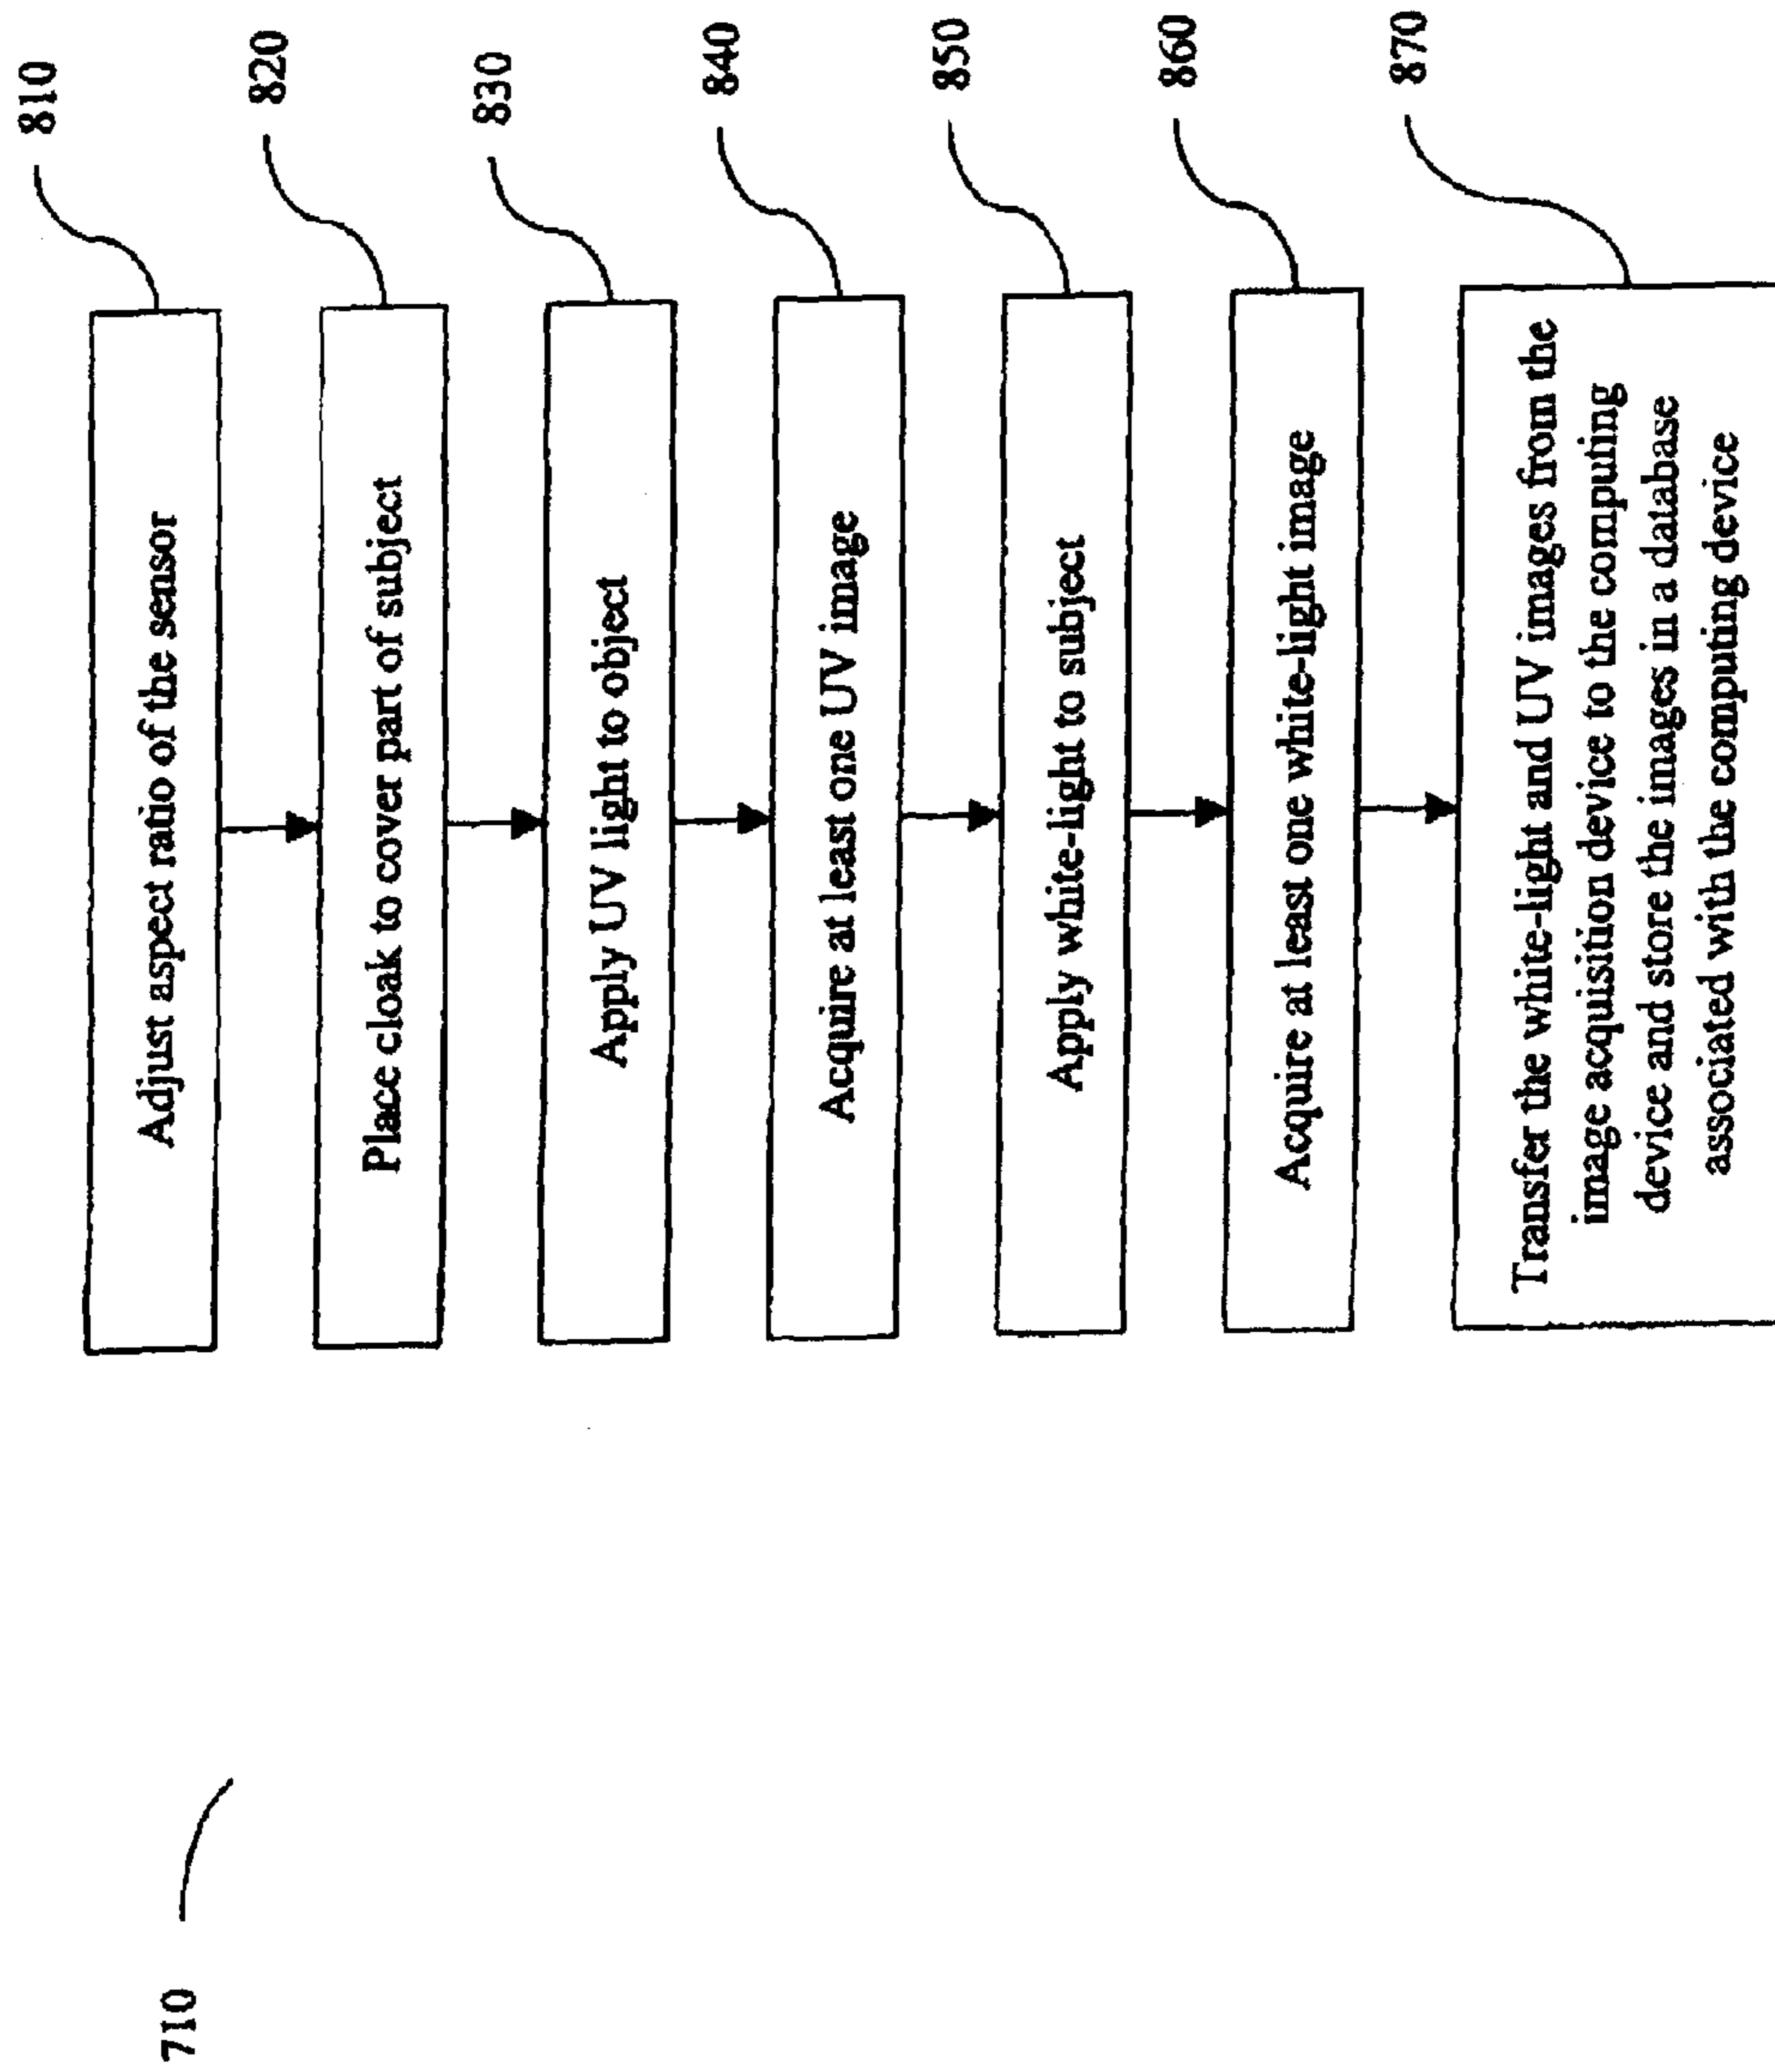 710
810
Adjust aspect ratio of the sensor
820
Place cloak to cover part of subject
830
Apply UV light to object
840
Acquire at least one UV image
850
Apply white-light to subject
860
Acquire at least one white-light image
870
Transfer the white-light and UV images from the
image acquisition device to the computing
device and store the images in a database
associated with the computing device